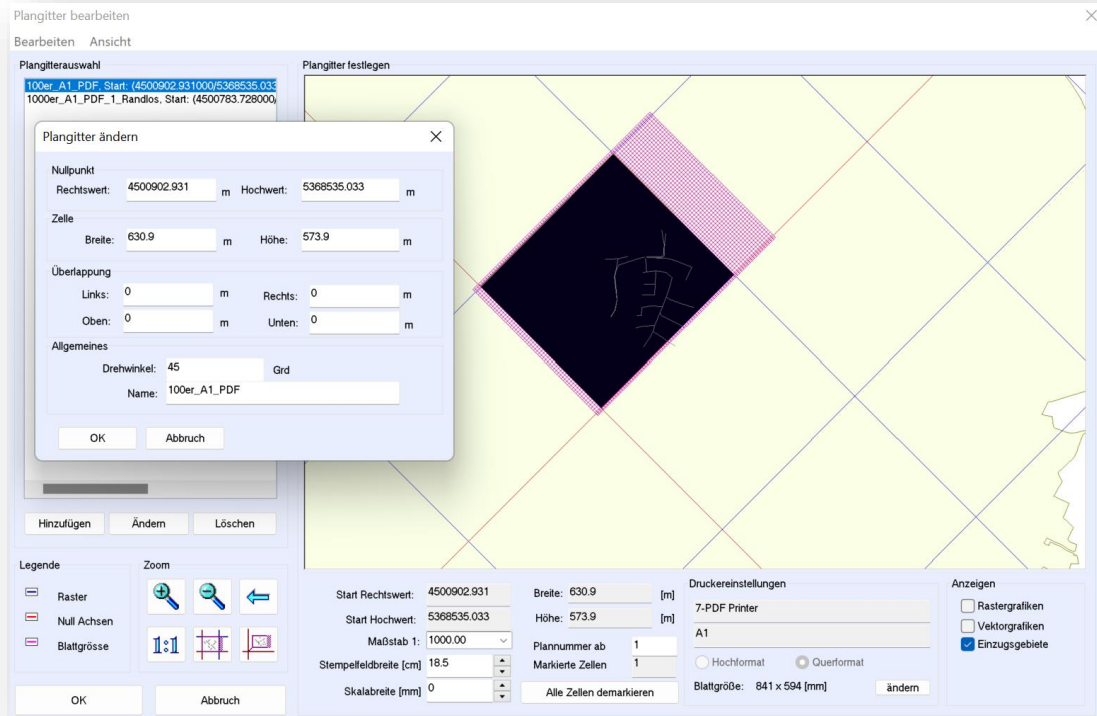 Plangitter bearbeiten
Bearbeiten Ansicht
Plangitterauswahl
100er_A1_PDF, Start: (4500902.931000/5368535.033
1000er_A1_PDF_1_Randlos, Start: (4500783.728000/
Plangitter ändern
Nullpunkt
Rechtswert: 4500902.931 m Hochwert: 5368535.033 m
Zelle
Breite: 630.9 m Höhe: 573.9 m
Überlappung
Links: 0 m Rechts: 0 m
Oben: 0 m Unten: 0 m
Allgemeines
Drehwinkel: 45 Grd
Name: 100er_A1_PDF
OK Abbruch
Hinzufügen Ändern Löschen
Legende
Raster
Null Achsen
Blattgrösse
Zoom
1:1
OK Abbruch
Plangitter festlegen
Start Rechtswert: 4500902.931 Breite: 630.9 [m]
Start Hochwert: 5368535.033 Höhe: 573.9 [m]
Maßstab 1: 1000.00 Plannummer ab 1
Stempelfeldbreite [cm] 18.5 Markierte Zellen 1
Skalabreite [mm] 0 Alle Zellen demarkieren
Druckereinstellungen
7-PDF Printer
A1
Hochformat Querformat
Blattgröße: 841 x 594 [mm] ändern
Anzeigen
Rastergrafiken
Vektorgrafiken
Einzugsgebiete